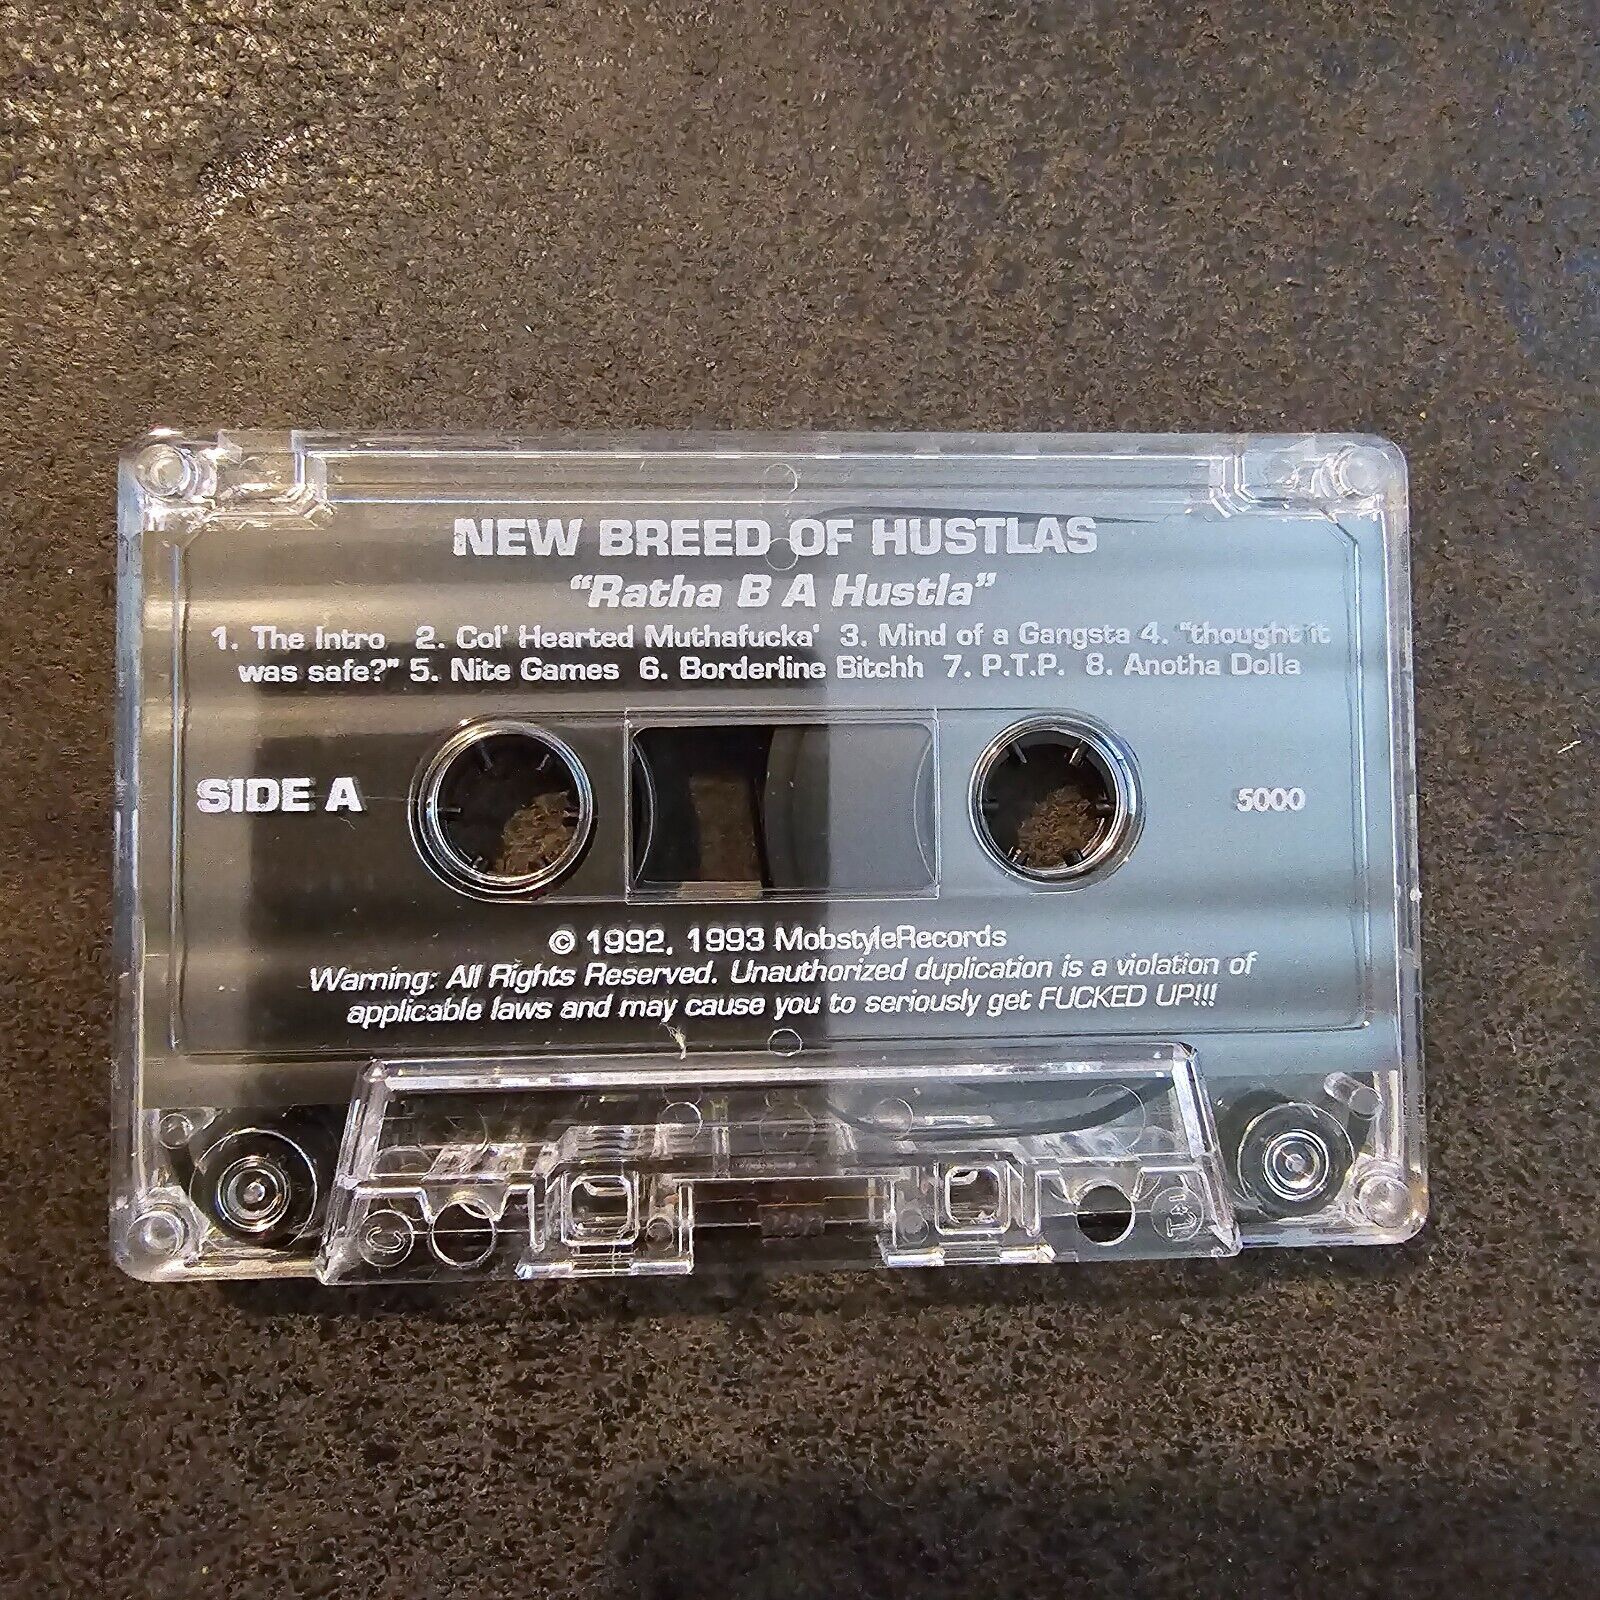 NEW BREED OF HUSTLAS
"Ratha B A Hustla"
1. The Intro 2. Col' Hearted Muthafucka' 3. Mind of a Gangsta 4. "thought it
was safe?" 5. Nite Games 6. Borderline Bitchh 7. P.T.P. 8. Anotha Dolla
SIDE A
5000
© 1992, 1993 MobstyleRecords
Warning: All Rights Reserved. Unauthorized duplication is a violation of
applicable laws and may cause you to seriously get FUCKED UP!!!